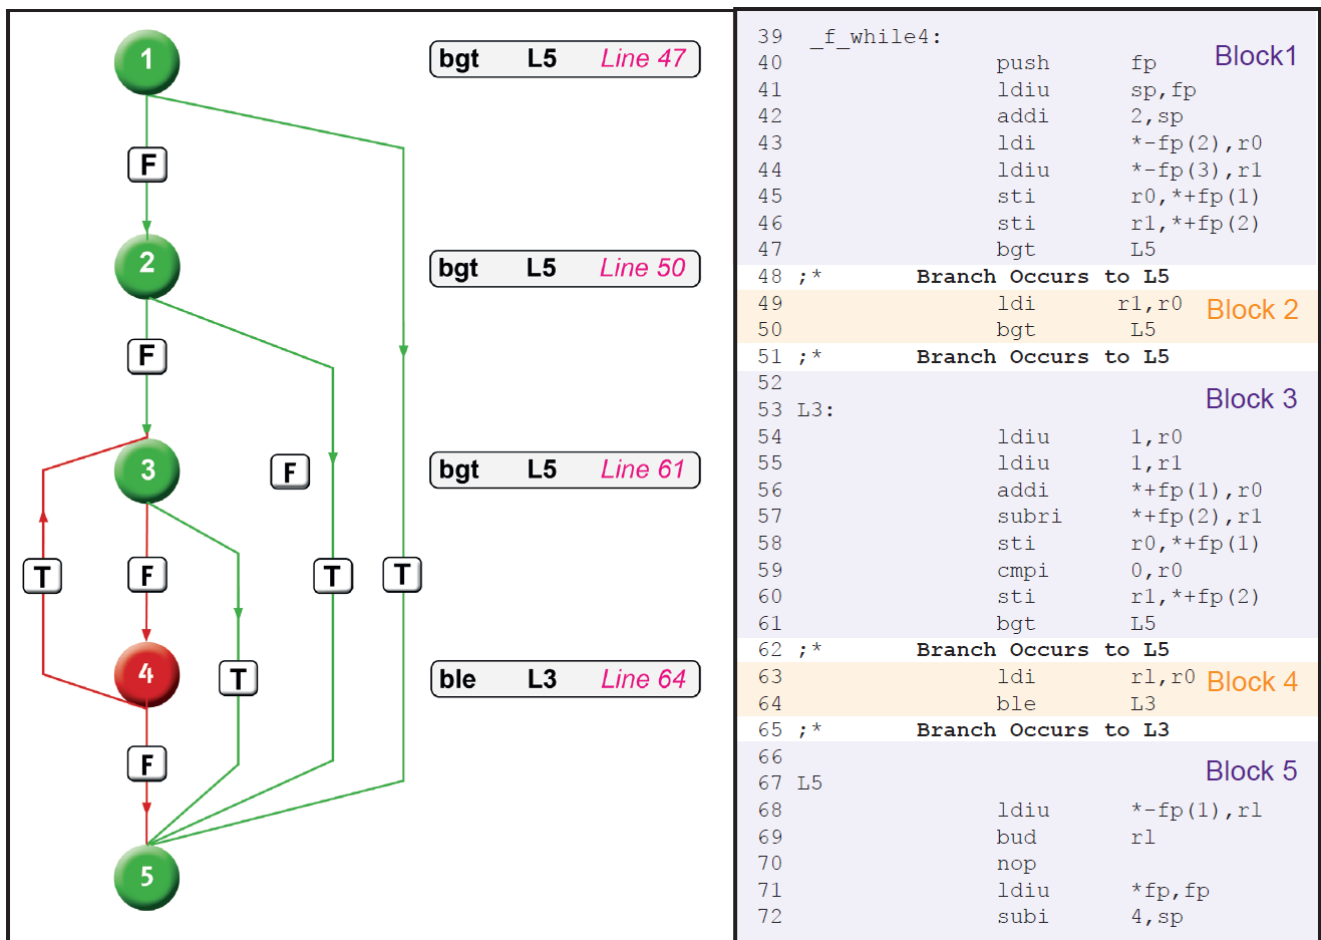 1
bgt L5 Line 47
F
2
bgt L5 Line 50
F
3
F
bgt L5 Line 61
T
F
T
T
T
4
ble L3 Line 64
F
5
39 _f_while4:
Block1
40 push fp
41 ldiu sp,fp
42 addi 2,sp
43 ldi *-fp(2),r0
44 ldiu *-fp(3),r1
45 sti r0,*+fp(1)
46 sti r1,*+fp(2)
47 bgt L5
48 ;* Branch Occurs to L5
49 ldi r1,r0
Block 2
50 bgt L5
51 ;* Branch Occurs to L5
52
Block 3
53 L3:
54 ldiu 1,r0
55 ldiu 1,r1
56 addi *+fp(1),r0
57 subri *+fp(2),r1
58 sti r0,*+fp(1)
59 cmpi 0,r0
60 sti r1,*+fp(2)
61 bgt L5
62 ;* Branch Occurs to L5
63 ldi rl,r0
Block 4
64 ble L3
65 ;* Branch Occurs to L3
66
Block 5
67 L5
68 ldiu *-fp(1),rl
69 bud rl
70 nop
71 ldiu *fp,fp
72 subi 4,sp